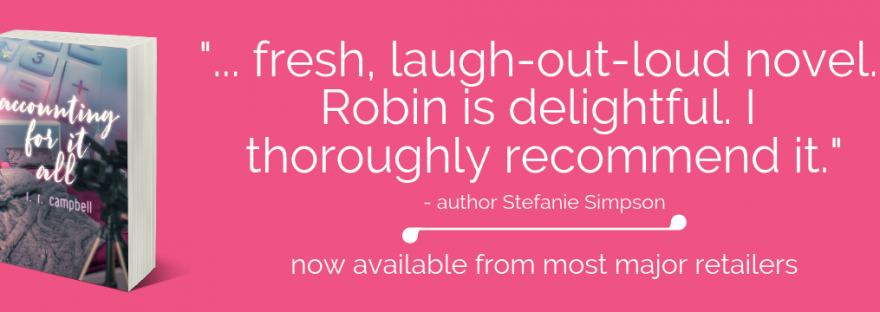 accounting
for it
all
l. r. campbell
"... fresh, laugh-out-loud novel.
Robin is delightful. I
thoroughly recommend it."
- author Stefanie Simpson
now available from most major retailers